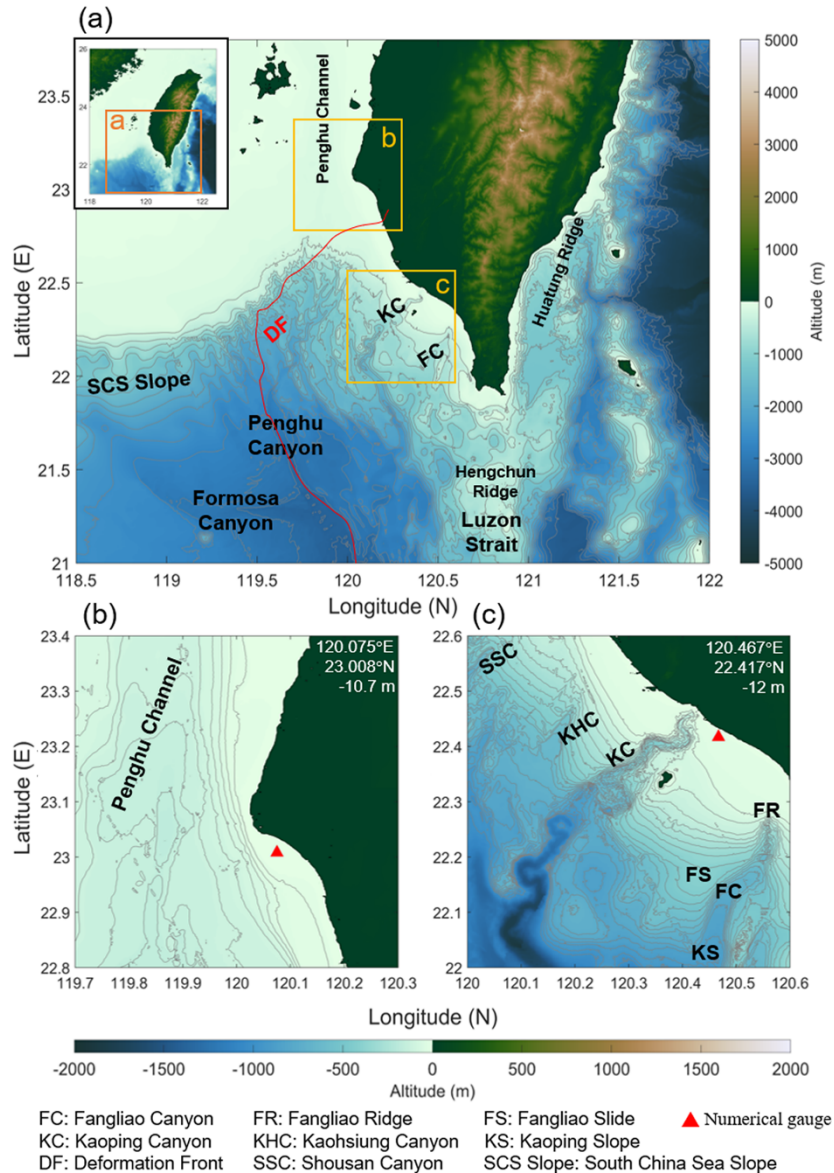 (a)
26
24
22
118
120
122
a
23.5
23
22.5
22
21.5
21
Latitude (E)
118.5
119
119.5
120
120.5
121
121.5
122
Longitude (N)
Penghu Channel
b
c
KC
FC
DF
Huatung Ridge
SCS Slope
Penghu
Canyon
Formosa
Canyon
Hengchun
Ridge
Luzon
Strait
5000
4000
3000
2000
1000
0
-1000
-2000
-3000
-4000
-5000
Altitude (m)
(b)
23.4
23.3
23.2
23.1
23
22.9
22.8
Latitude (E)
119.7
119.8
119.9
120
120.1
120.2
120.3
Penghu Channel
120.075°E
23.008°N
-10.7 m
(c)
22.6
22.5
22.4
22.3
22.2
22.1
22
120
120.1
120.2
120.3
120.4
120.5
120.6
120.467°E
22.417°N
-12 m
SSC
KHC
KC
FR
FS
FC
KS
Longitude (N)
-2000
-1500
-1000
-500
0
500
1000
1500
2000
Altitude (m)
FC: Fangliao Canyon
FR: Fangliao Ridge
FS: Fangliao Slide
Numerical gauge
KC: Kaoping Canyon
KHC: Kaohsiung Canyon
KS: Kaoping Slope
DF: Deformation Front
SSC: Shousan Canyon
SCS Slope: South China Sea Slope